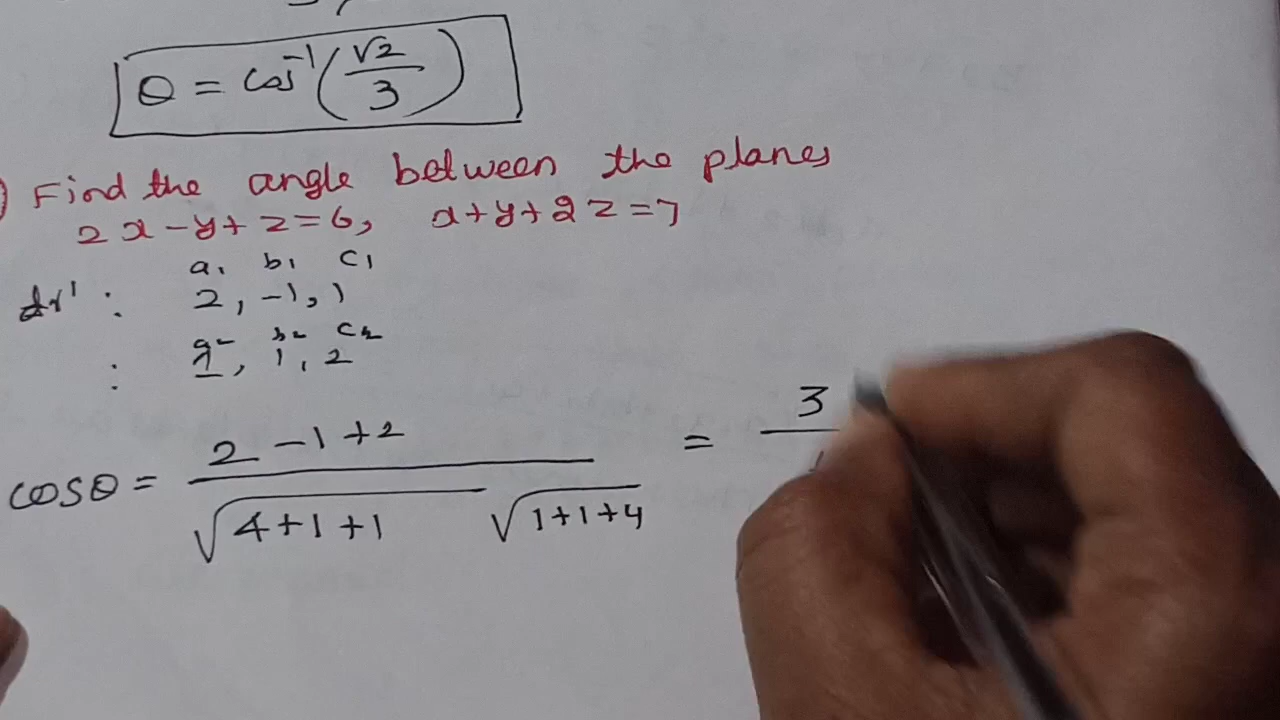 θ = cos⁻¹(√2/3)
) Find the angle between the planes
2x-y+z=6, x+y+2z=7
a₁ b₁ c₁
dr' : 2, -1, 1
a₂ b₂ c₂
: 1, 1, 2
cosθ = (2 -1 +2)/(√(4+1+1) √(1+1+4)) = 3